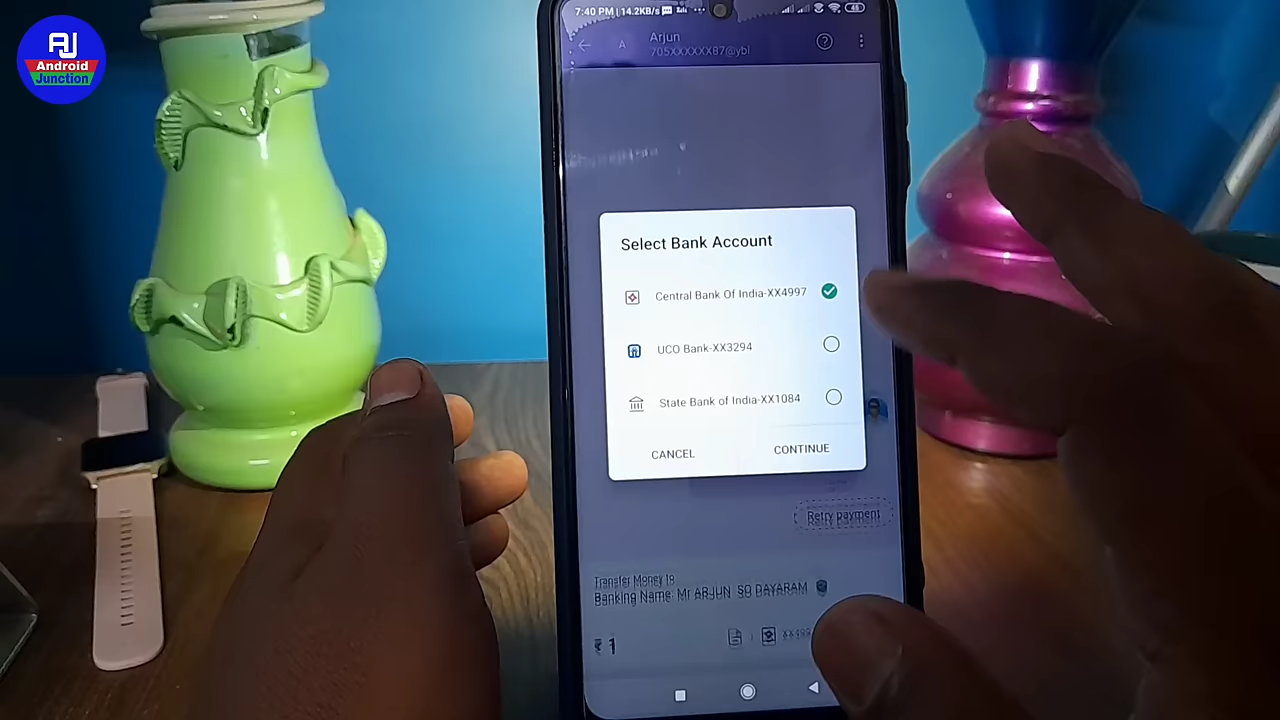 AJ
Android
Junction
7:40 PM | 14.2KB/s
45
A
Arjun
705XXXXXX87@ybl
Select Bank Account
Central Bank Of India-XX4997
UCO Bank-XX3294
State Bank of India-XX1084
CANCEL
CONTINUE
Retry payment
Transfer Money to
Banking Name: Mr ARJUN SO DAYARAM
₹ 1